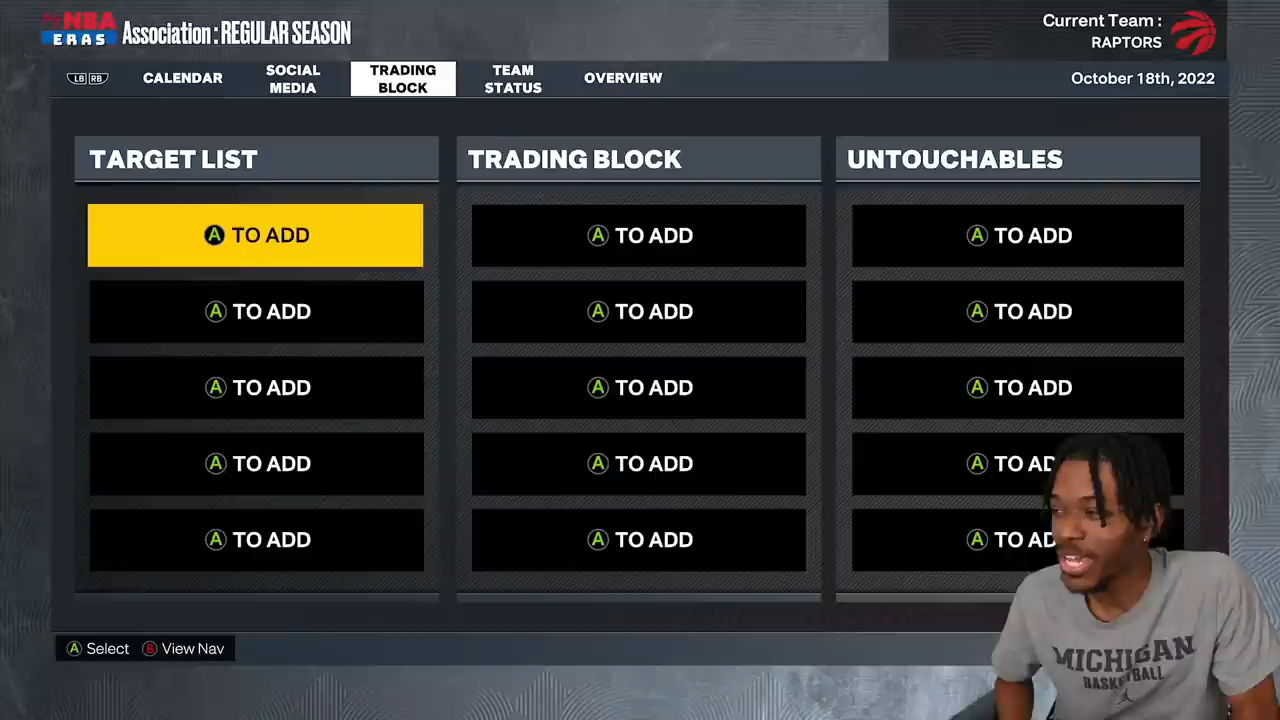 MyNBA
ERAS
Association : REGULAR SEASON
Current Team :
RAPTORS
LB RB
CALENDAR
SOCIAL
MEDIA
TRADING
BLOCK
TEAM
STATUS
OVERVIEW
October 18th, 2022
TARGET LIST
TRADING BLOCK
UNTOUCHABLES
A TO ADD
A TO ADD
A TO ADD
A TO ADD
A TO ADD
A TO ADD
A TO ADD
A TO ADD
A TO ADD
A TO ADD
A TO AD
A TO ADD
A TO ADD
A TO AD
A Select
B View Nav
MICHIGAN
BASKETBALL